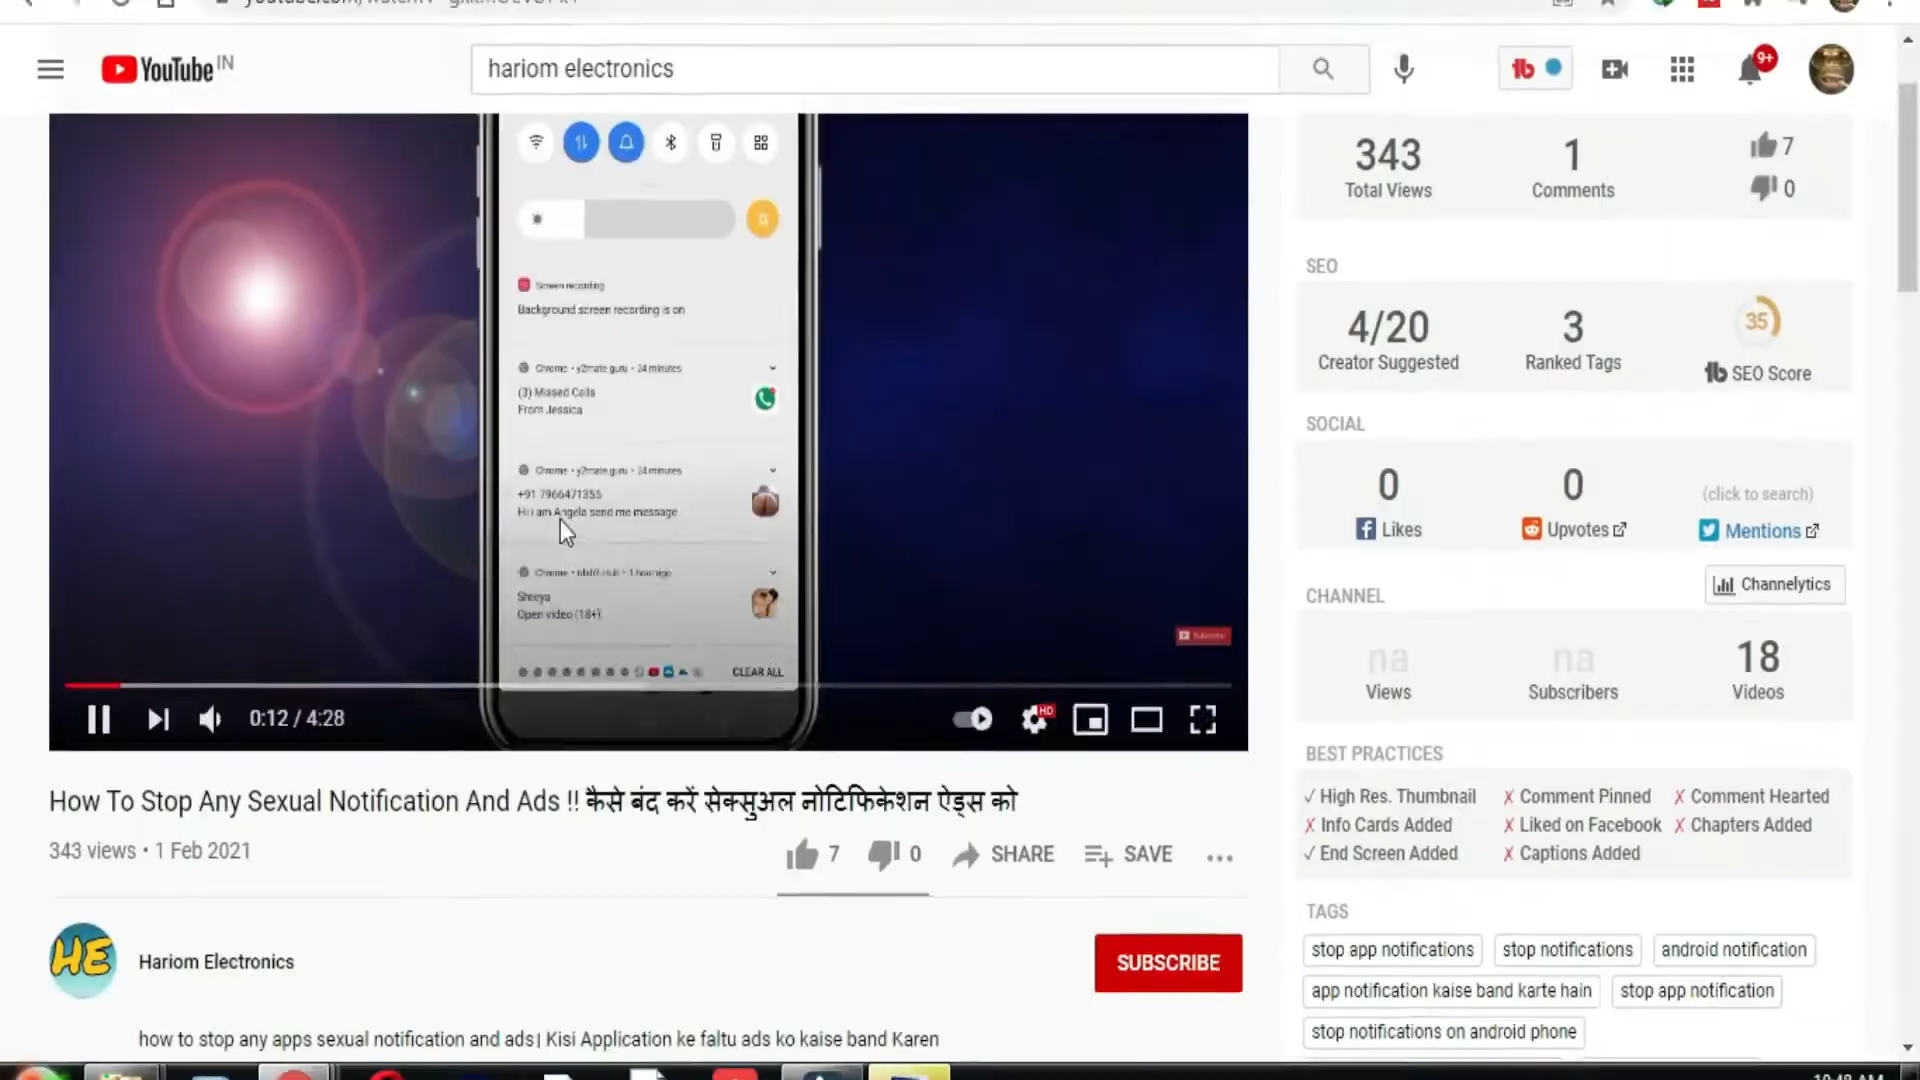 YouTube IN
hariom electronics
9+
Screen recording
Background screen recording is on
Chrome • y2mate.guru • 24 minutes
(3) Missed Calls
From Jessica
Chrome • y2mate.guru • 24 minutes
+91 7966471355
Hi i am Angela send me message
Chrome • 1 hour ago
Sheeya
Open video (18+)
CLEAR ALL
Subscribe
0:12 / 4:28
HD
How To Stop Any Sexual Notification And Ads !! कैसे बंद करें सेक्सुअल नोटिफिकेशन ऐड्स को
343 views • 1 Feb 2021
7
0
SHARE
SAVE
HE
Hariom Electronics
SUBSCRIBE
how to stop any apps sexual notification and ads| Kisi Application ke faltu ads ko kaise band Karen
343
Total Views
1
Comments
7
0
SEO
4/20
Creator Suggested
3
Ranked Tags
35
SEO Score
SOCIAL
0
Likes
0
Upvotes
(click to search)
Mentions
CHANNEL
Channelytics
na
Views
na
Subscribers
18
Videos
BEST PRACTICES
✓ High Res. Thumbnail
✗ Comment Pinned
✗ Comment Hearted
✗ Info Cards Added
✗ Liked on Facebook
✗ Chapters Added
✓ End Screen Added
✗ Captions Added
TAGS
stop app notifications
stop notifications
android notification
app notification kaise band karte hain
stop app notification
stop notifications on android phone